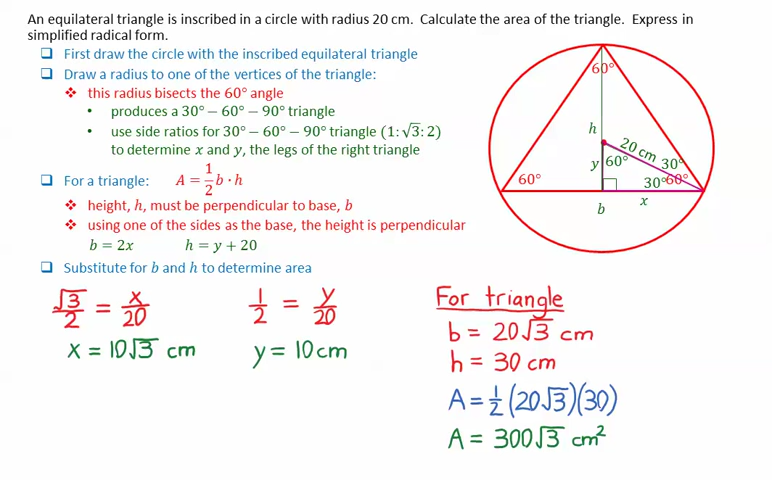 An equilateral triangle is inscribed in a circle with radius 20 cm. Calculate the area of the triangle. Express in
simplified radical form.
❑ First draw the circle with the inscribed equilateral triangle
❑ Draw a radius to one of the vertices of the triangle:
❖ this radius bisects the 60° angle
• produces a 30° – 60° – 90° triangle
• use side ratios for 30° – 60° – 90° triangle (1:√3:2)
to determine x and y, the legs of the right triangle
❑ For a triangle: A = 1/2 b · h
❖ height, h, must be perpendicular to base, b
❖ using one of the sides as the base, the height is perpendicular
b = 2x h = y + 20
❑ Substitute for b and h to determine area
√3/2 = x/20
x = 10√3 cm
1/2 = y/20
y = 10cm
60°
h
20 cm
30°
y
60°
60°
30°
60°
b
x
For triangle
b = 20√3 cm
h = 30 cm
A = 1/2 (20√3)(30)
A = 300√3 cm²